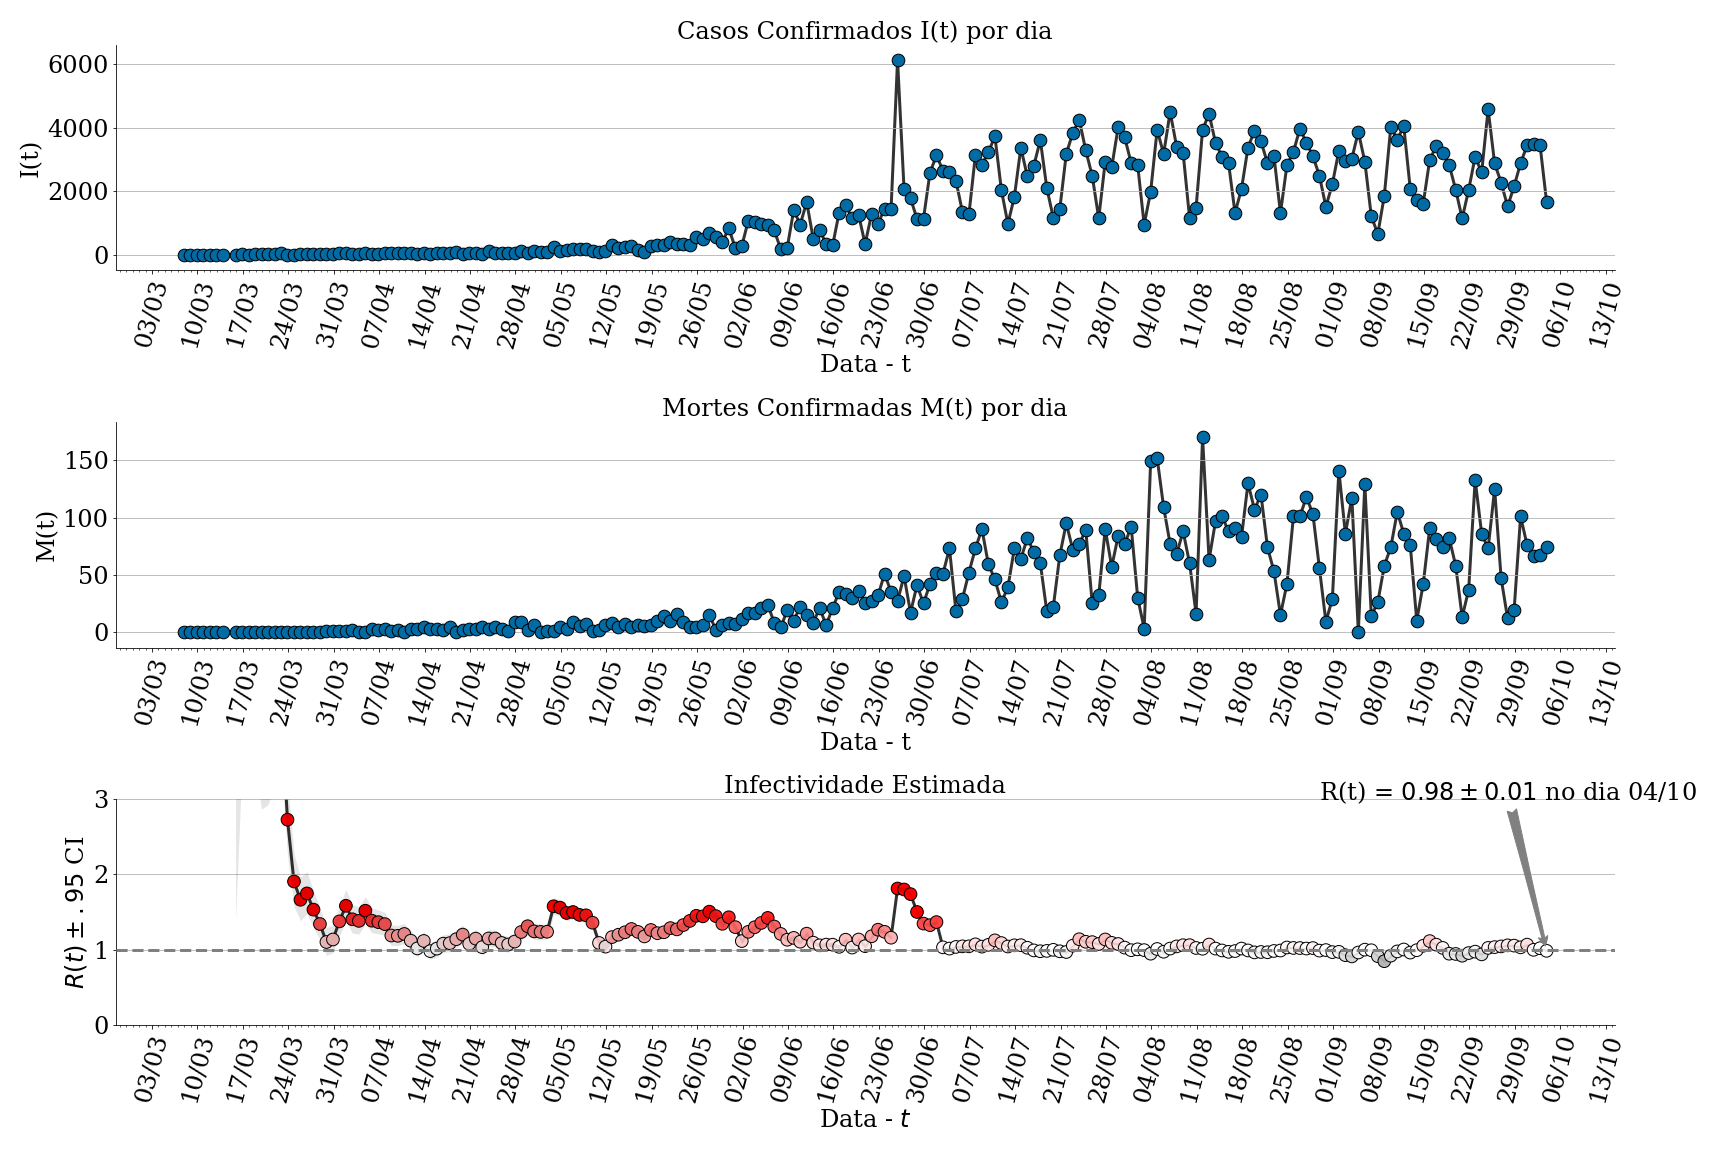 Casos Confirmados I(t) por dia
I(t)
6000
4000
2000
0
03/03 10/03 17/03 24/03 31/03 07/04 14/04 21/04 28/04 05/05 12/05 19/05 26/05 02/06 09/06 16/06 23/06 30/06 07/07 14/07 21/07 28/07 04/08 11/08 18/08 25/08 01/09 08/09 15/09 22/09 29/09 06/10 13/10
Data - t
Mortes Confirmadas M(t) por dia
M(t)
150
100
50
0
03/03 10/03 17/03 24/03 31/03 07/04 14/04 21/04 28/04 05/05 12/05 19/05 26/05 02/06 09/06 16/06 23/06 30/06 07/07 14/07 21/07 28/07 04/08 11/08 18/08 25/08 01/09 08/09 15/09 22/09 29/09 06/10 13/10
Data - t
Infectividade Estimada
R(t) = 0.98 ± 0.01 no dia 04/10
R(t) ± .95 CI
3
2
1
0
03/03 10/03 17/03 24/03 31/03 07/04 14/04 21/04 28/04 05/05 12/05 19/05 26/05 02/06 09/06 16/06 23/06 30/06 07/07 14/07 21/07 28/07 04/08 11/08 18/08 25/08 01/09 08/09 15/09 22/09 29/09 06/10 13/10
Data - t